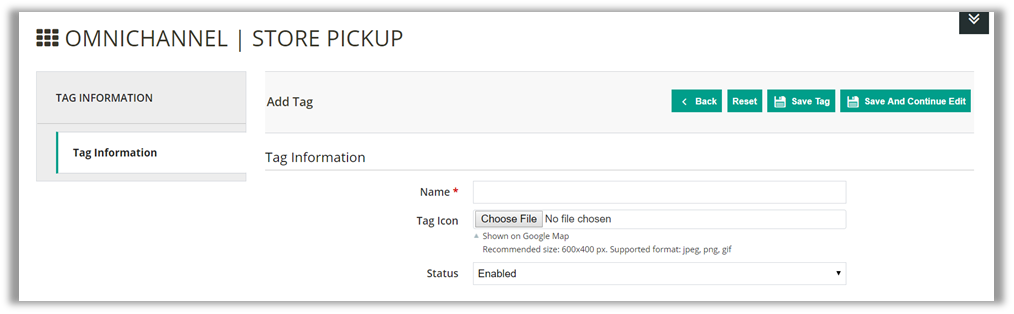 OMNICHANNEL | STORE PICKUP
TAG INFORMATION
Tag Information
Add Tag
Back
Reset
Save Tag
Save And Continue Edit
Tag Information
Name *
Tag Icon
Choose File No file chosen
Shown on Google Map
Recommended size: 600x400 px. Supported format: jpeg, png, gif
Status
Enabled